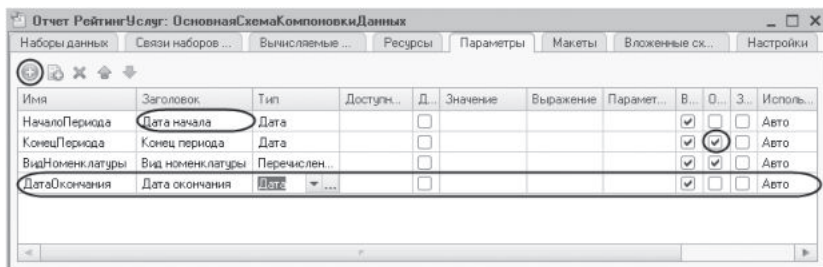 Отчет РейтингУслуг: ОсновнаяСхемаКомпоновкиДанных
Наборы данных Связи наборов ... Вычисляемые ... Ресурсы Параметры Макеты Вложенные ск... Настройки
Имя Заголовок Тип Доступн... Д... Значение Выражение Парамет... В... О... З... Исполь...
НачалоПериода Дата начала Дата Авто
КонецПериода Конец периода Дата Авто
ВидНоменклатуры Вид номенклатуры Перечислен... Авто
ДатаОкончания Дата окончания Дата ... Авто